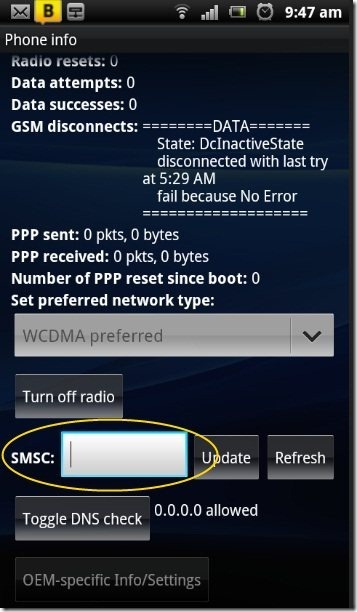 B 9:47 am
Phone info
Radio resets: 0
Data attempts: 0
Data successes: 0
GSM disconnects: ========DATA=======
State: DcInactiveState
disconnected with last try
at 5:29 AM
fail because No Error
===================
PPP sent: 0 pkts, 0 bytes
PPP received: 0 pkts, 0 bytes
Number of PPP reset since boot: 0
Set preferred network type:
WCDMA preferred
Turn off radio
SMSC: Update Refresh
Toggle DNS check 0.0.0.0 allowed
OEM-specific Info/Settings